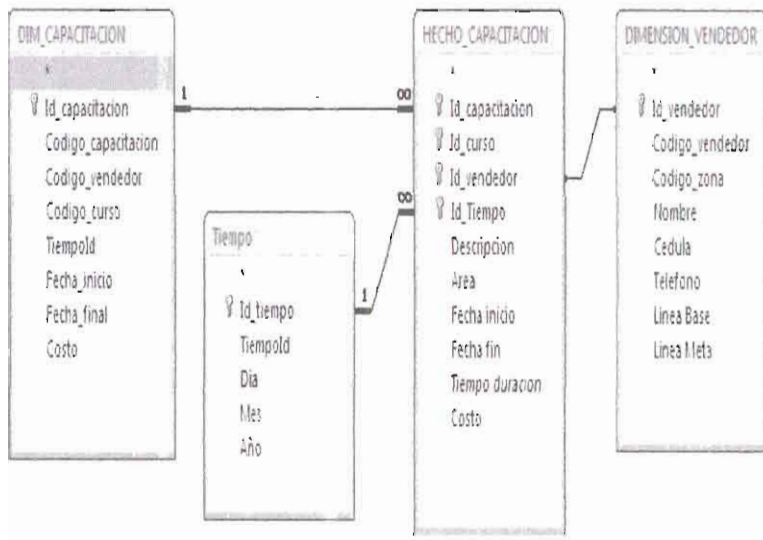 DIM_CAPACITACION
*
Id_capacitacion
Codigo_capacitacion
Codigo_vendedor
Codigo_curso
TiempoId
Fecha_inicio
Fecha_final
Costo
1
∞
∞
1
Tiempo
*
Id_tiempo
TiempoId
Dia
Mes
Año
HECHO_CAPACITACION
*
Id_capacitacion
Id_curso
Id_vendedor
Id_Tiempo
Descripcion
Area
Fecha inicio
Fecha fin
Tiempo duracion
Costo
DIMENSION_VENDEDOR
*
Id_vendedor
Codigo_vendedor
Codigo_zona
Nombre
Cedula
Telefono
Linea Base
Linea Meta